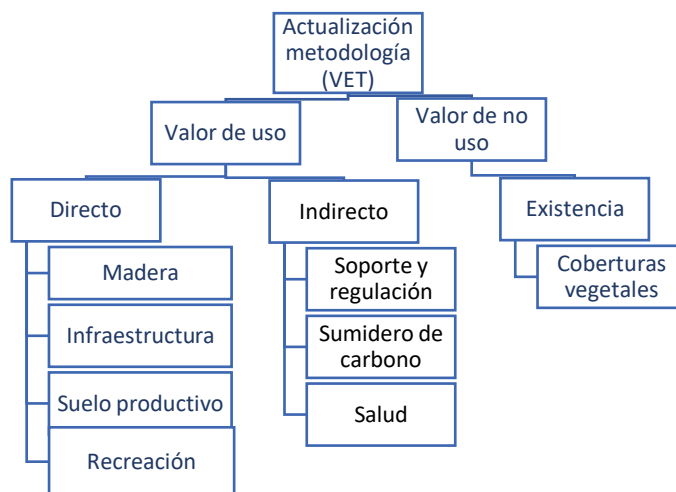 Actualización
metodología
(VET)
Valor de uso
Valor de no
uso
Directo
Indirecto
Existencia
Madera
Infraestructura
Suelo productivo
Recreación
Soporte y
regulación
Sumidero de
carbono
Salud
Coberturas
vegetales